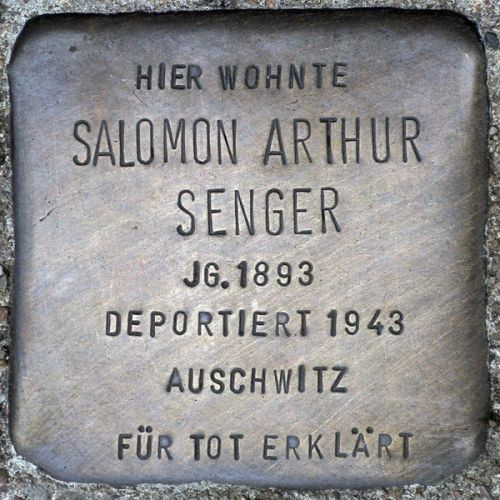 HIER WOHNTE
SALOMON ARTHUR
SENGER
JG. 1893
DEPORTIERT 1943
AUSCHWITZ
FÜR TOT ERKLÄRT